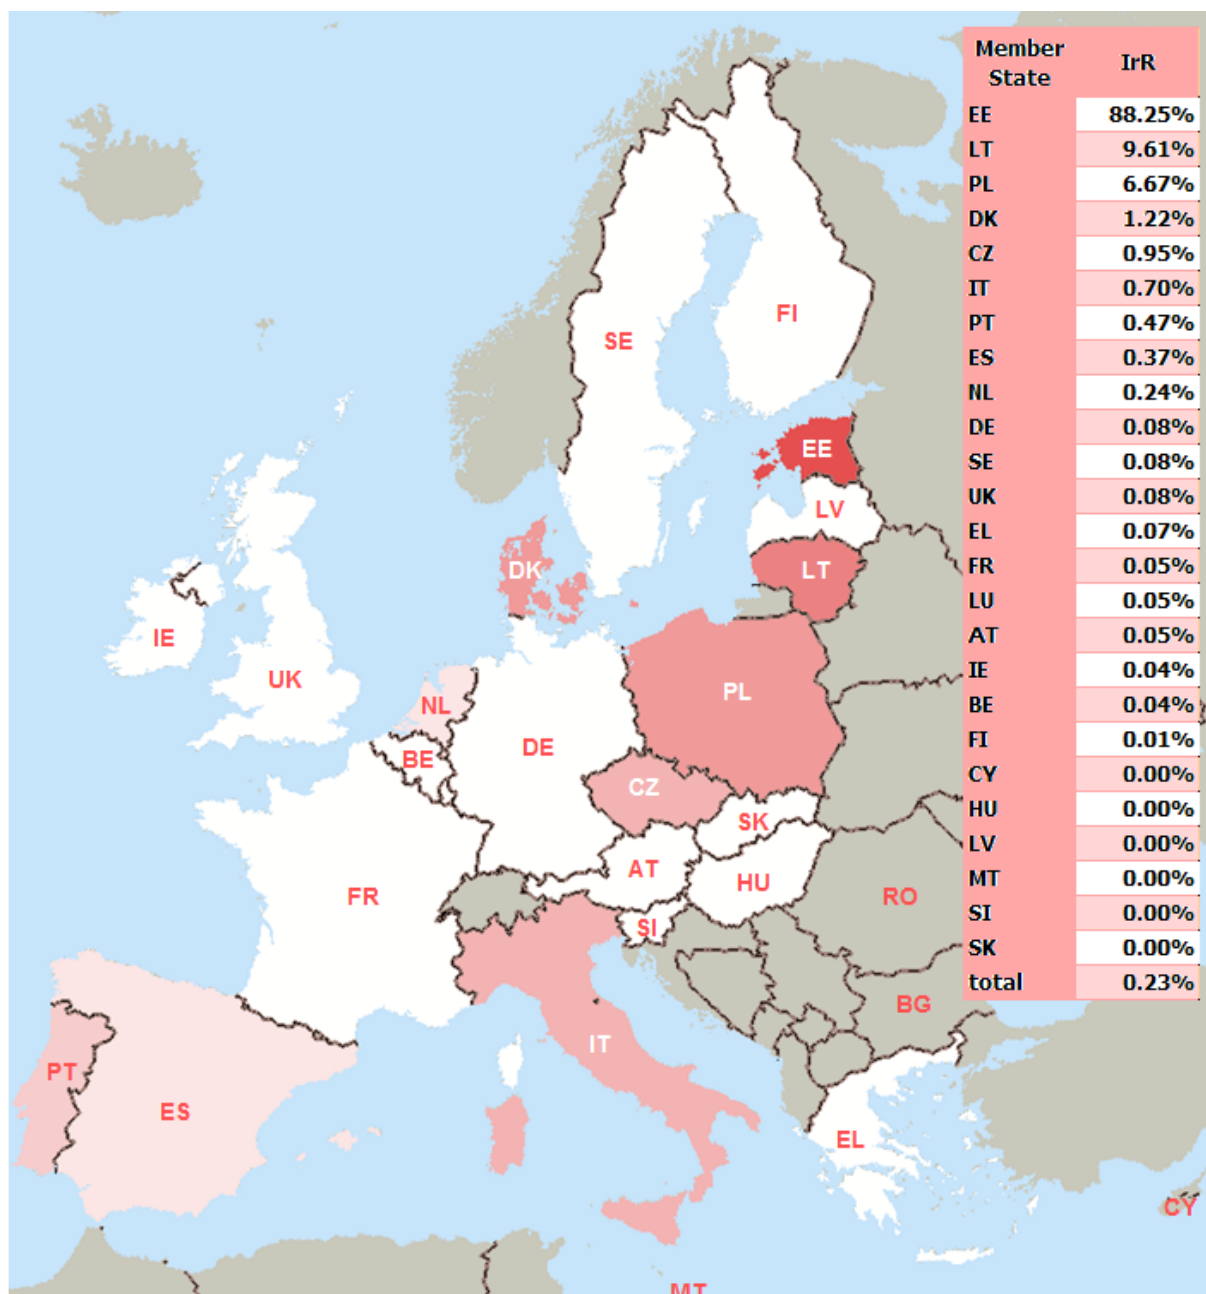 Member
State
IrR
EE 88.25%
LT 9.61%
PL 6.67%
DK 1.22%
CZ 0.95%
IT 0.70%
PT 0.47%
ES 0.37%
NL 0.24%
DE 0.08%
SE 0.08%
UK 0.08%
EL 0.07%
FR 0.05%
LU 0.05%
AT 0.05%
IE 0.04%
BE 0.04%
FI 0.01%
CY 0.00%
HU 0.00%
LV 0.00%
MT 0.00%
SI 0.00%
SK 0.00%
total 0.23%
FI
SE
EE
LV
DK
LT
IE
UK
PL
NL
DE
BE
CZ
SK
AT
HU
FR
RO
SI
BG
IT
PT
ES
EL
CY
MT